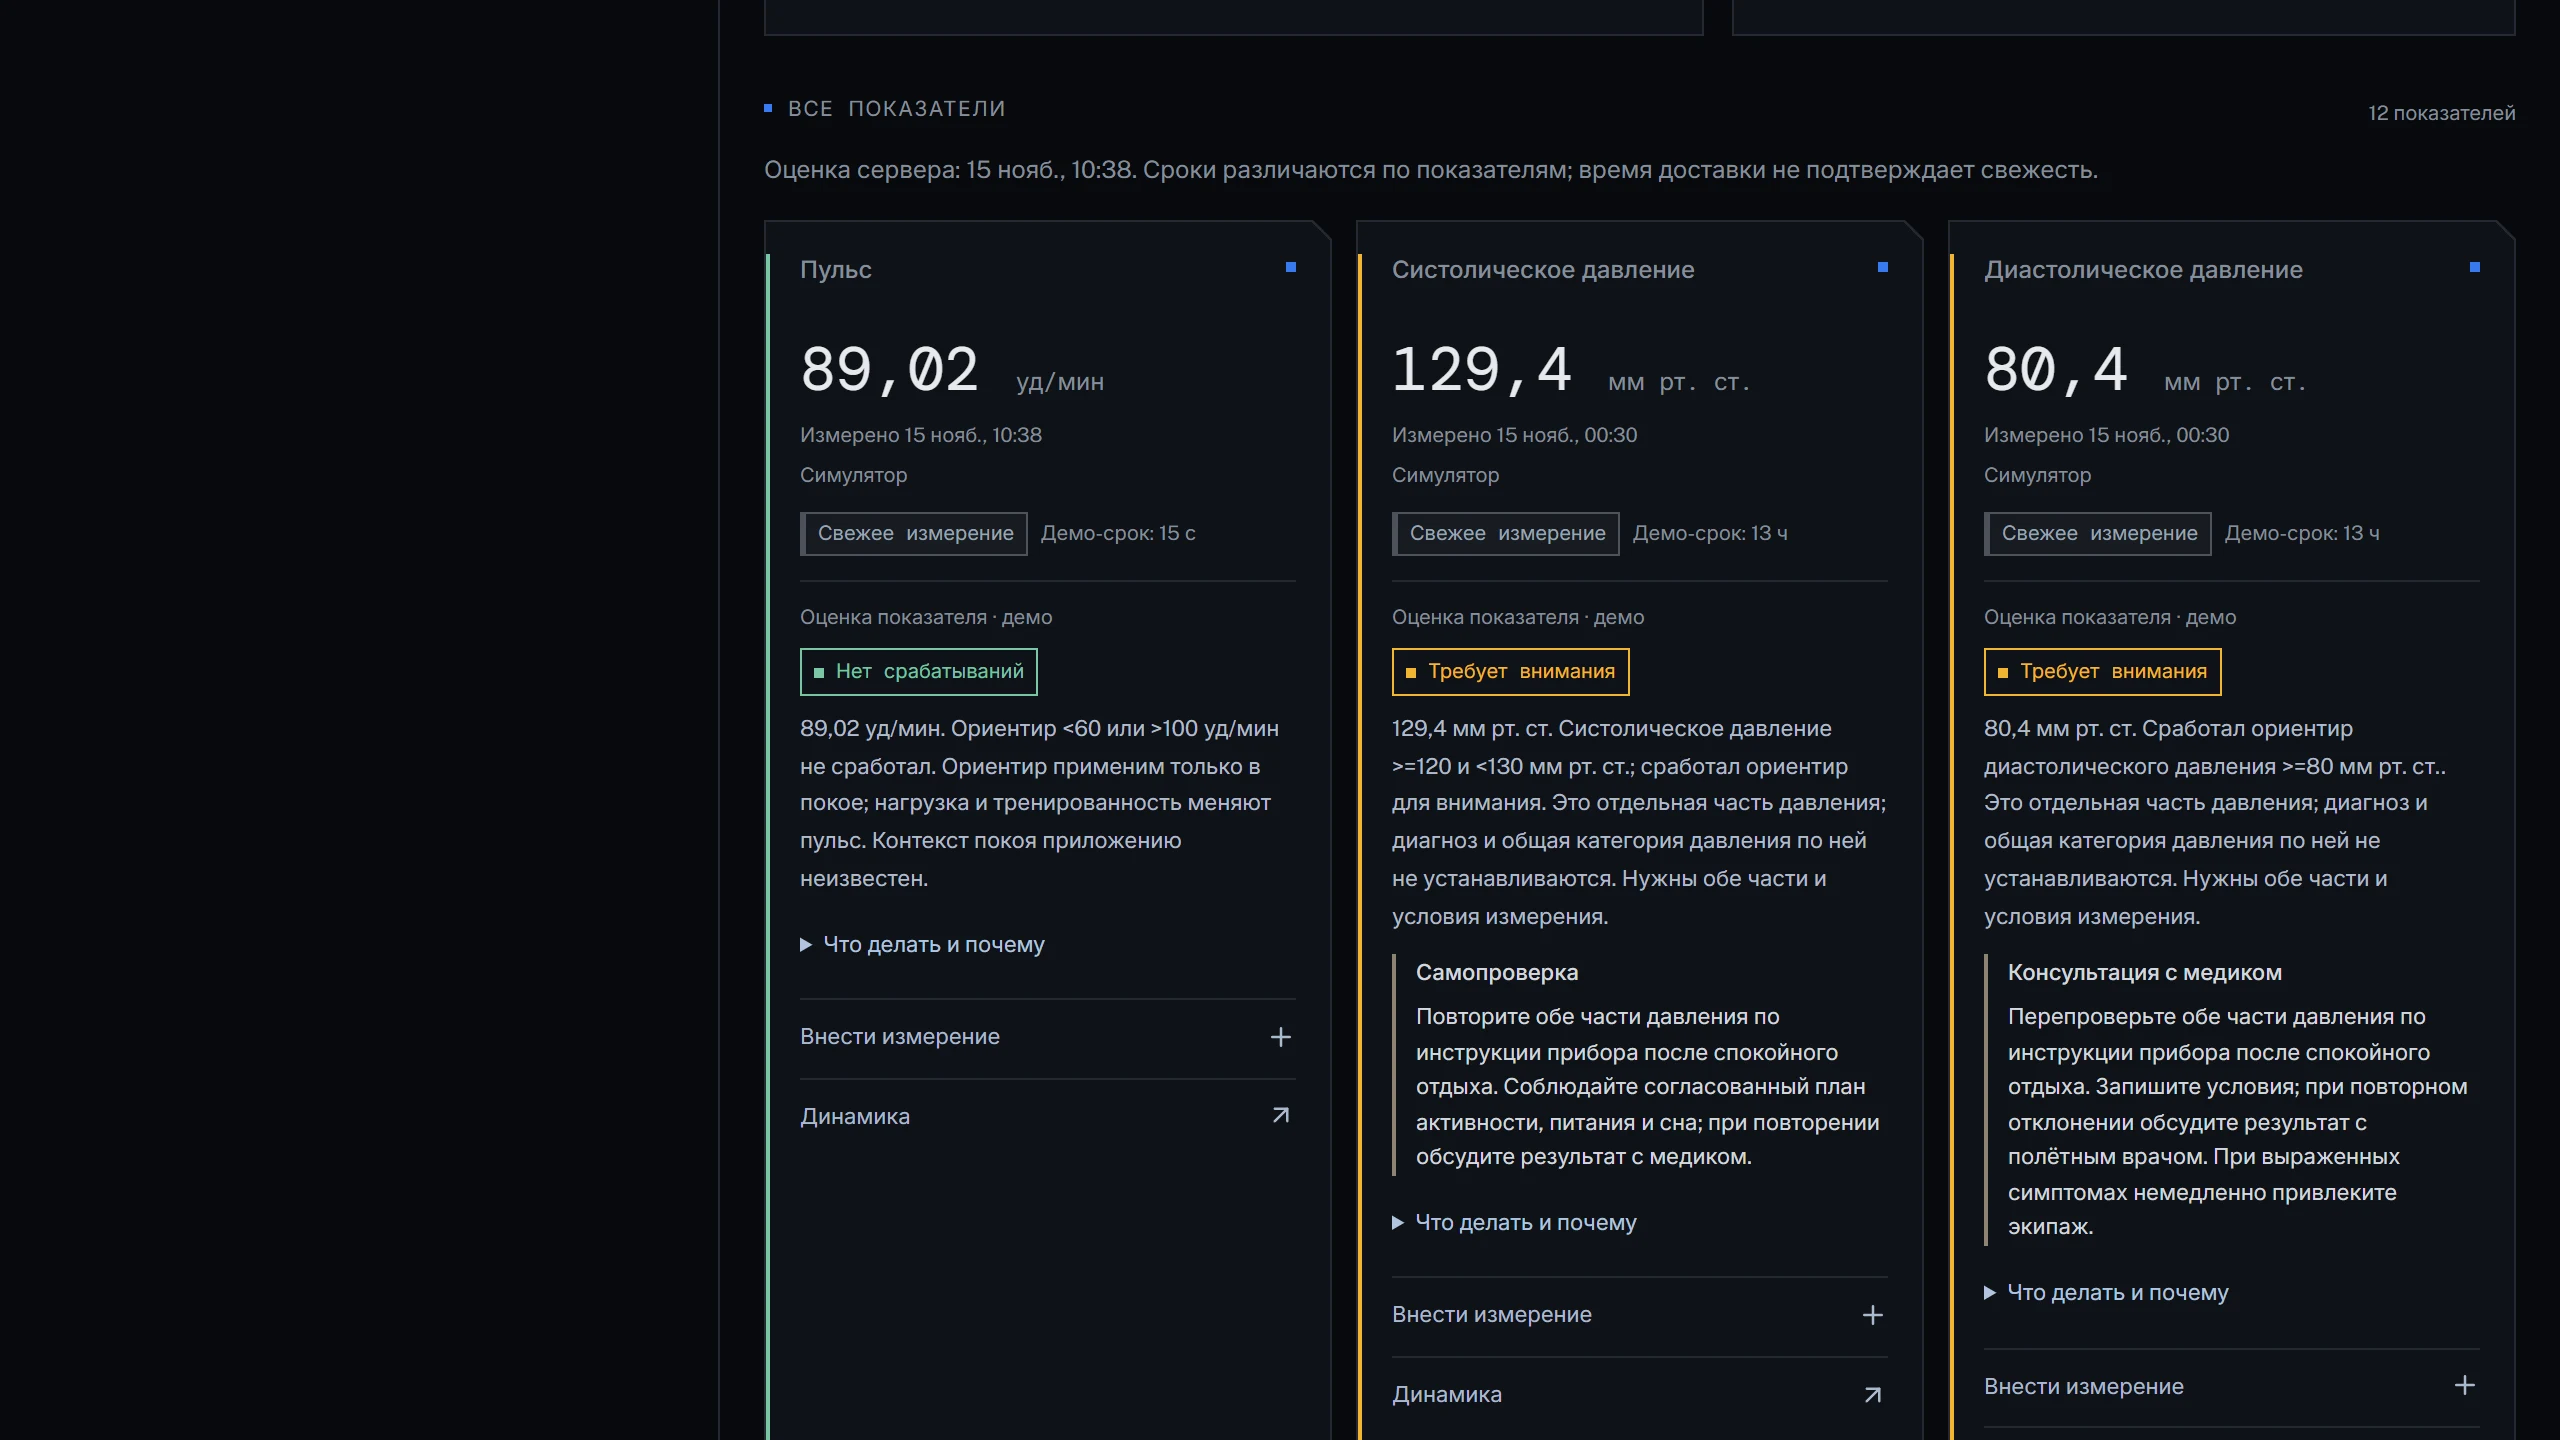 ВСЕ ПОКАЗАТЕЛИ
12 показателей
Оценка сервера: 15 нояб., 10:38. Сроки различаются по показателям; время доставки не подтверждает свежесть.
Пульс
89,02 уд/мин
Измерено 15 нояб., 10:38
Симулятор
Свежее измерение Демо-срок: 15 с
Оценка показателя · демо
Нет срабатываний
89,02 уд/мин. Ориентир <60 или >100 уд/мин
не сработал. Ориентир применим только в
покое; нагрузка и тренированность меняют
пульс. Контекст покоя приложению
неизвестен.
Что делать и почему
Внести измерение
Динамика
Систолическое давление
129,4 мм рт. ст.
Измерено 15 нояб., 00:30
Симулятор
Свежее измерение Демо-срок: 13 ч
Оценка показателя · демо
Требует внимания
129,4 мм рт. ст. Систолическое давление
>=120 и <130 мм рт. ст.; сработал ориентир
для внимания. Это отдельная часть давления;
диагноз и общая категория давления по ней
не устанавливаются. Нужны обе части и
условия измерения.
Самопроверка
Повторите обе части давления по
инструкции прибора после спокойного
отдыха. Соблюдайте согласованный план
активности, питания и сна; при повторении
обсудите результат с медиком.
Что делать и почему
Внести измерение
Динамика
Диастолическое давление
80,4 мм рт. ст.
Измерено 15 нояб., 00:30
Симулятор
Свежее измерение Демо-срок: 13 ч
Оценка показателя · демо
Требует внимания
80,4 мм рт. ст. Сработал ориентир
диастолического давления >=80 мм рт. ст..
Это отдельная часть давления; диагноз и
общая категория давления по ней не
устанавливаются. Нужны обе части и
условия измерения.
Консультация с медиком
Перепроверьте обе части давления по
инструкции прибора после спокойного
отдыха. Запишите условия; при повторном
отклонении обсудите результат с
полётным врачом. При выраженных
симптомах немедленно привлеките
экипаж.
Что делать и почему
Внести измерение